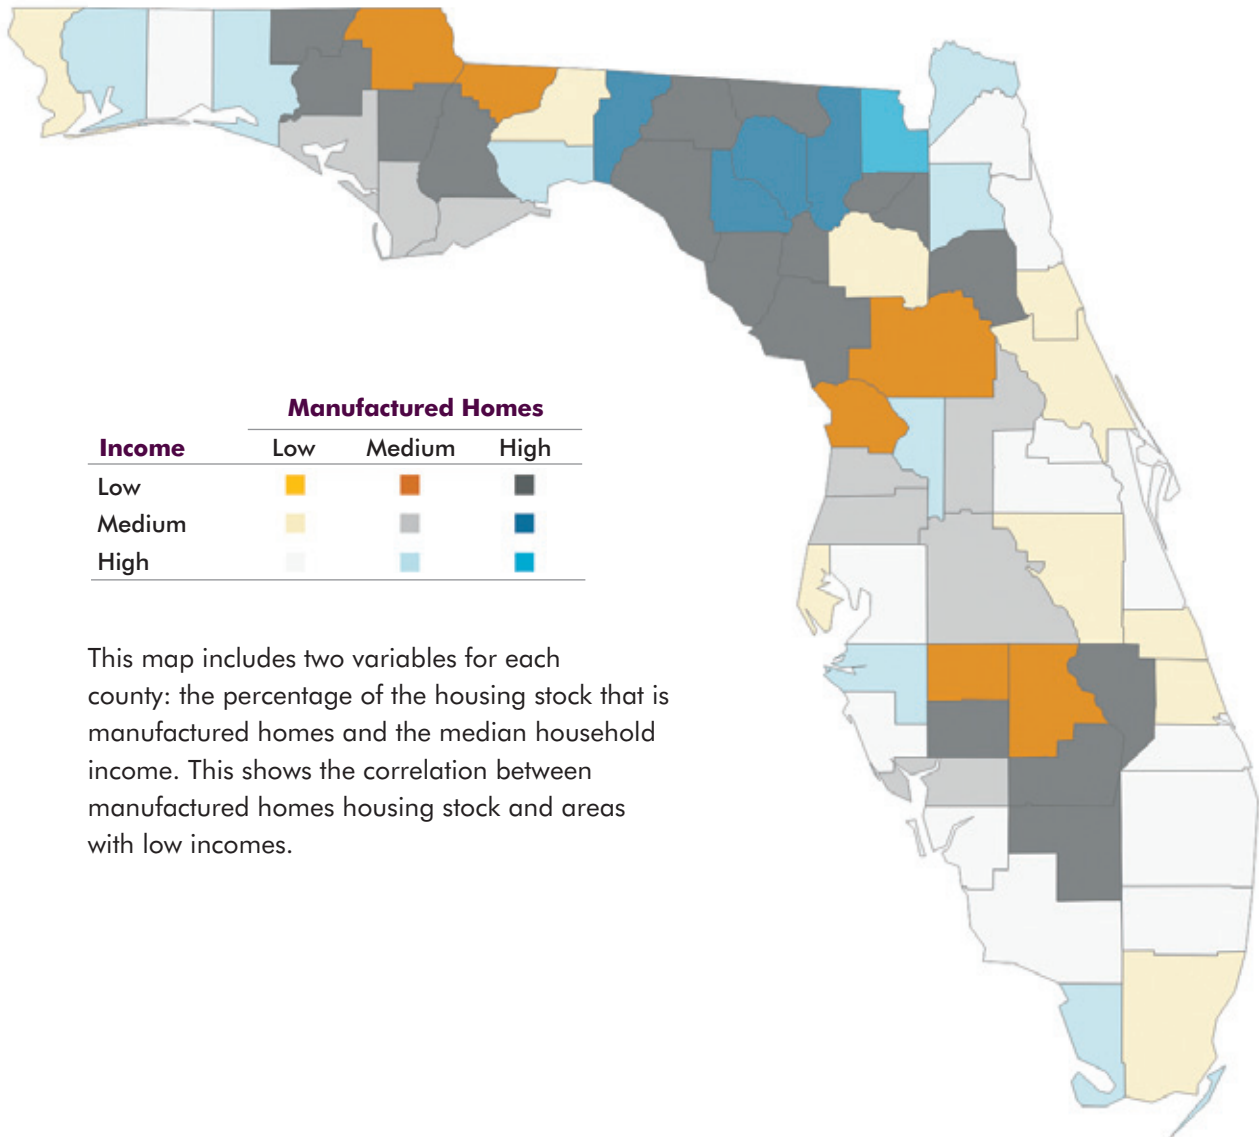 Manufactured Homes
Income Low Medium High
Low
Medium
High
This map includes two variables for each
county: the percentage of the housing stock that is
manufactured homes and the median household
income. This shows the correlation between
manufactured homes housing stock and areas
with low incomes.